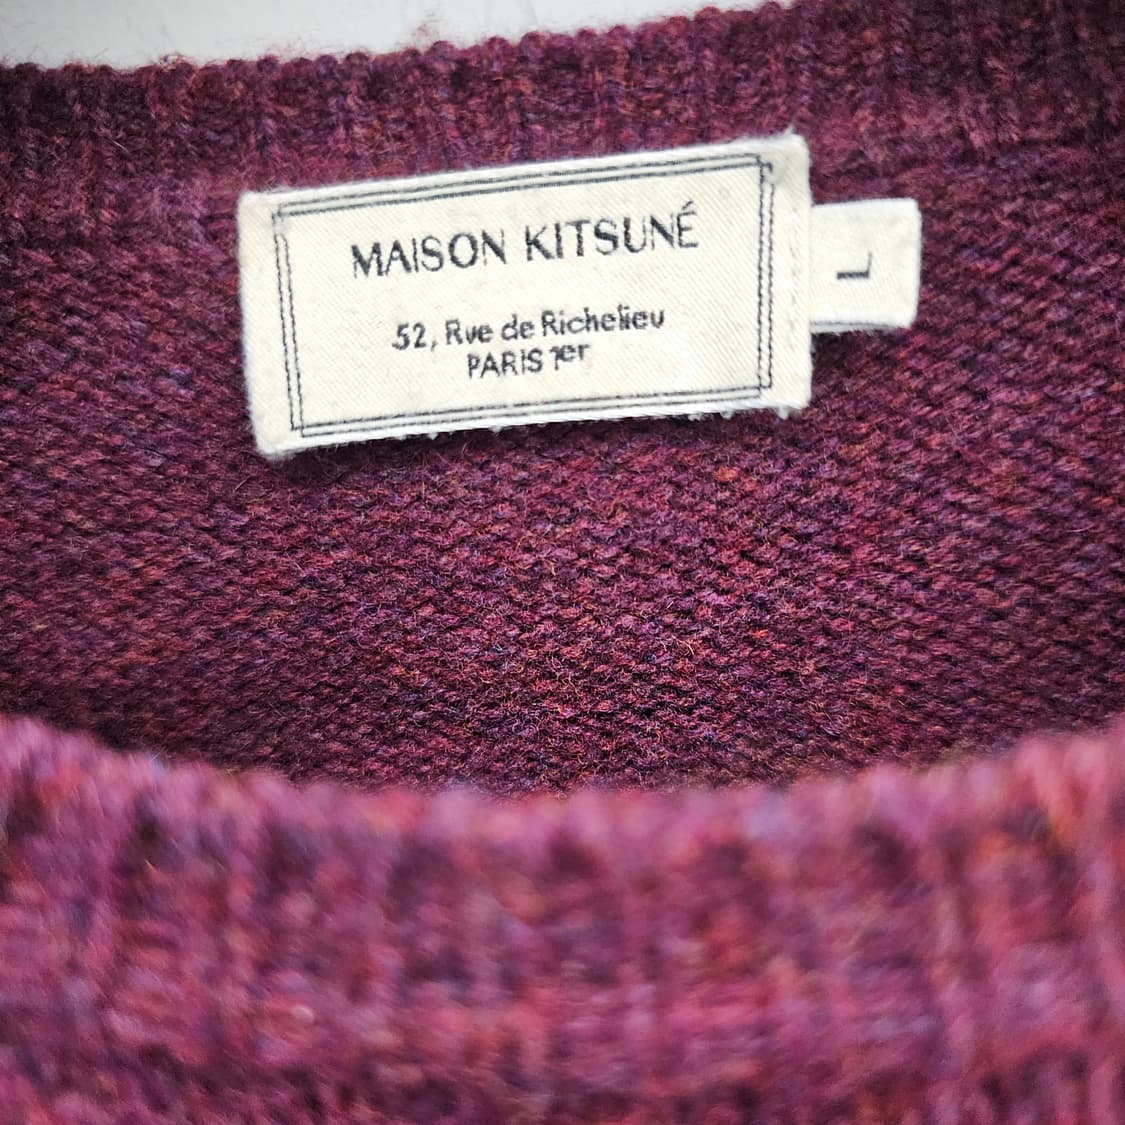 MAISON KITSUNÉ
52, Rue de Richelieu
PARIS 1er
L